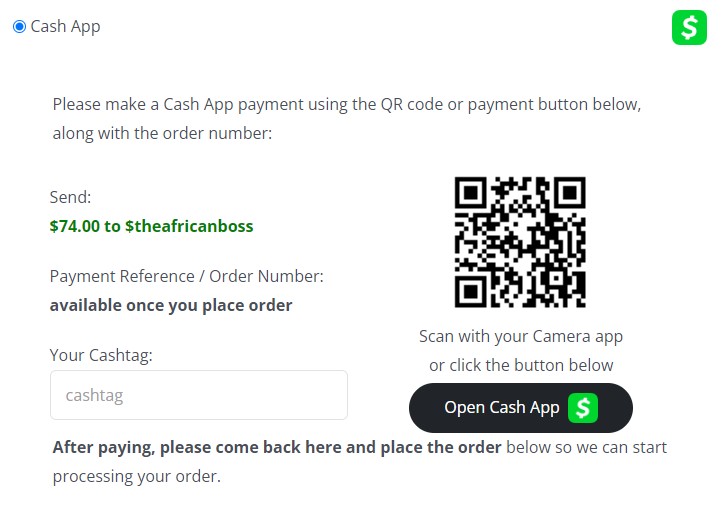 Cash App
Please make a Cash App payment using the QR code or payment button below,
along with the order number:
Send:
$74.00 to $theafricanboss
Payment Reference / Order Number:
available once you place order
Your Cashtag:
cashtag
Scan with your Camera app
or click the button below
Open Cash App
After paying, please come back here and place the order below so we can start
processing your order.